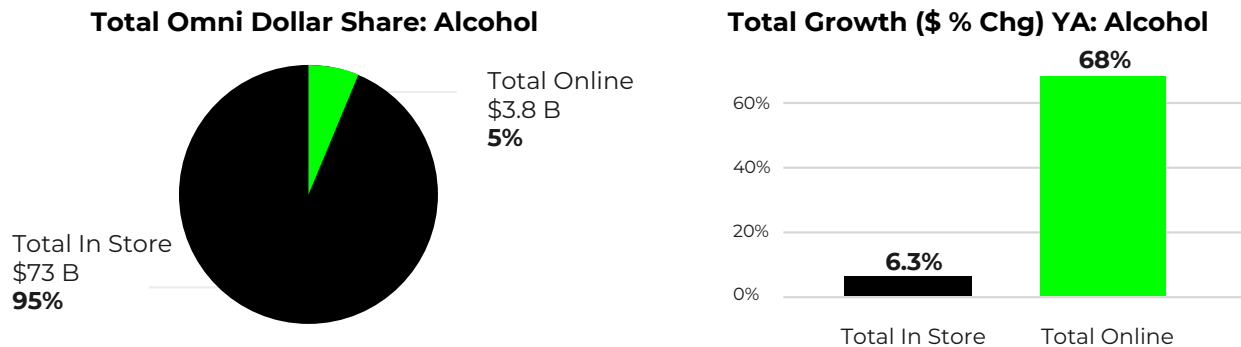 Total Omni Dollar Share: Alcohol
Total Online
$3.8 B
5%
Total In Store
$73 B
95%
Total Growth ($ % Chg) YA: Alcohol
68%
60%
40%
20%
6.3%
0%
Total In Store
Total Online